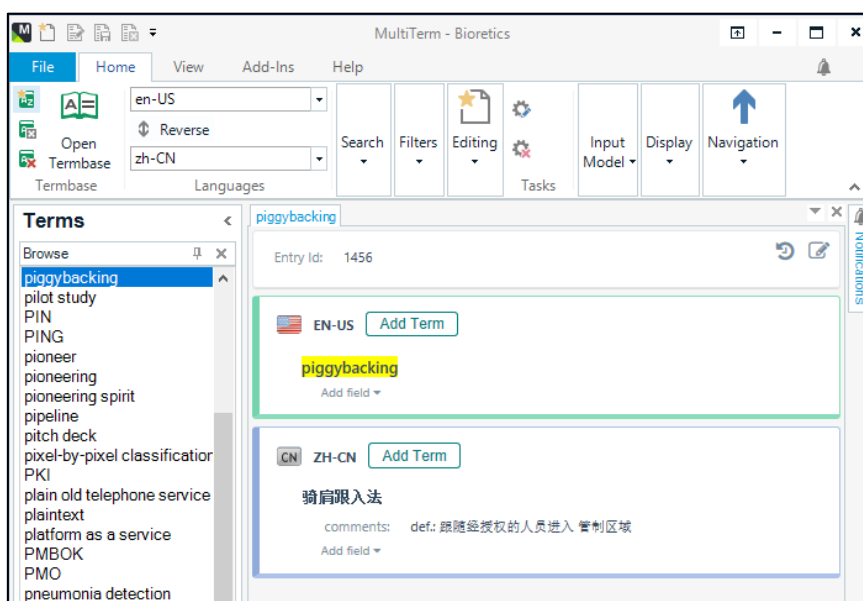 MultiTerm - Bioretics
File Home View Add-Ins Help
en-US
Reverse
zh-CN
Open
Termbase
Termbase
Languages
Search
Filters
Editing
Tasks
Input
Model
Display
Navigation
Terms
Browse
piggybacking
pilot study
PIN
PING
pioneer
pioneering
pioneering spirit
pipeline
pitch deck
pixel-by-pixel classification
PKI
plain old telephone service
plaintext
platform as a service
PMBOK
PMO
pneumonia detection
piggybacking
Entry Id: 1456
EN-US Add Term
piggybacking
Add field
CN ZH-CN Add Term
骑肩跟入法
comments: def.: 跟随经授权的人员进入 管制区域
Add field
Notifications